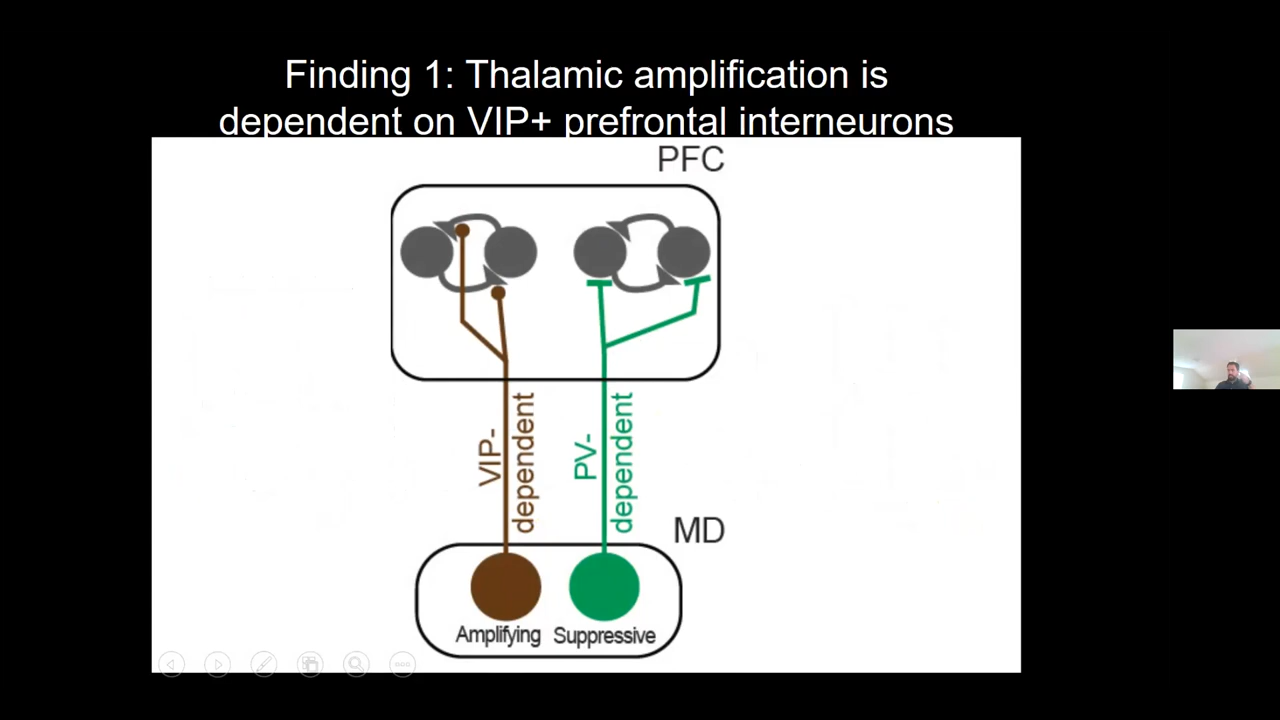 Finding 1: Thalamic amplification is
dependent on VIP+ prefrontal interneurons
PFC
VIP-
dependent
PV-
dependent
MD
Amplifying
Suppressive